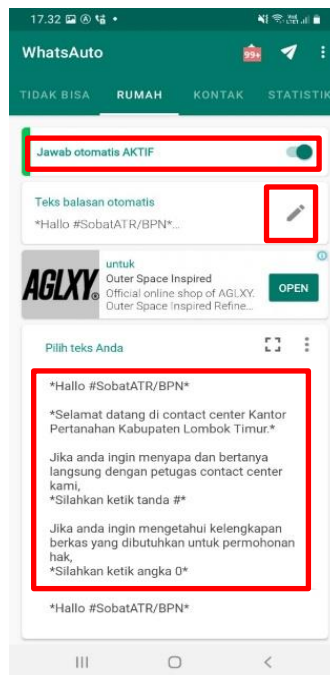 17.32
WhatsAuto
99+
TIDAK BISA RUMAH KONTAK STATISTIK
Jawab otomatis AKTIF
Teks balasan otomatis
*Hallo #SobatATR/BPN*...
AGLXY®
untuk
Outer Space Inspired
Official online shop of AGLXY.
Outer Space Inspired Refine...
OPEN
Pilih teks Anda
*Hallo #SobatATR/BPN*
*Selamat datang di contact center Kantor
Pertanahan Kabupaten Lombok Timur.*
Jika anda ingin menyapa dan bertanya
langsung dengan petugas contact center
kami,
*Silahkan ketik tanda #*
Jika anda ingin mengetahui kelengkapan
berkas yang dibutuhkan untuk permohonan
hak,
*Silahkan ketik angka 0*
*Hallo #SobatATR/BPN*